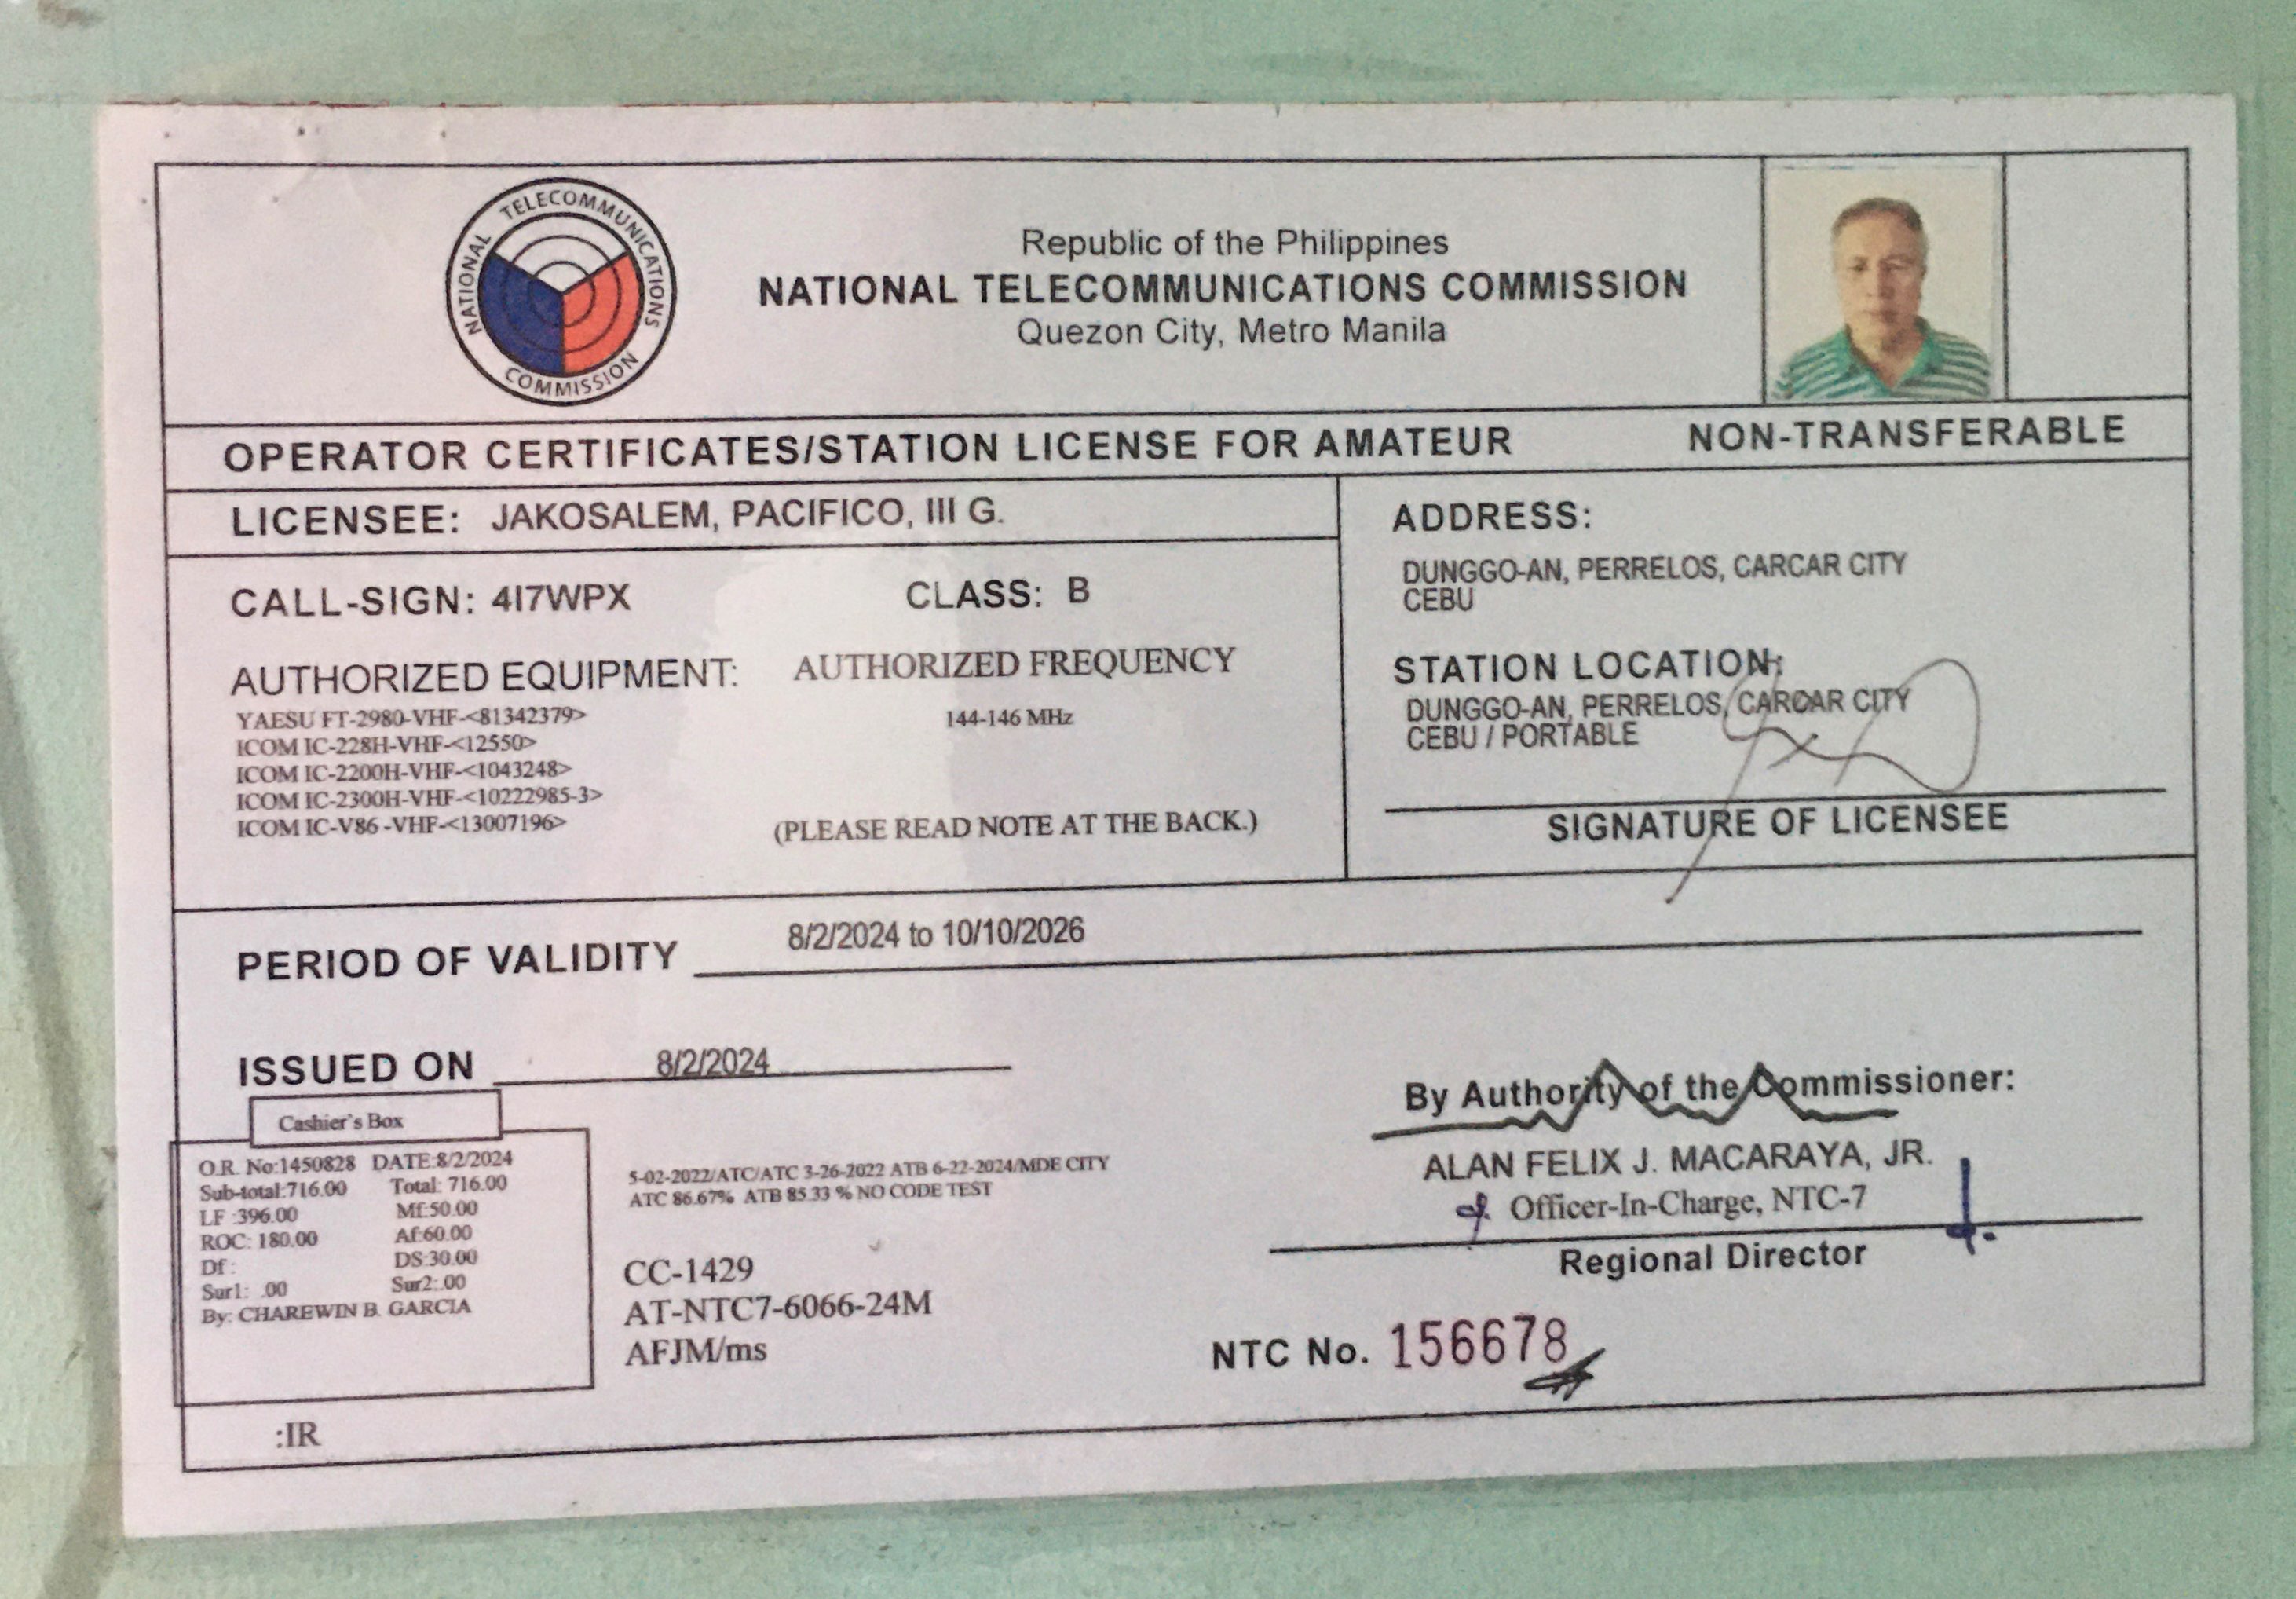 NATIONAL TELECOMMUNICATIONS COMMISSION
Republic of the Philippines
NATIONAL TELECOMMUNICATIONS COMMISSION
Quezon City, Metro Manila
OPERATOR CERTIFICATES/STATION LICENSE FOR AMATEUR NON-TRANSFERABLE
LICENSEE: JAKOSALEM, PACIFICO, III G.
CALL-SIGN: 4I7WPX CLASS: B
AUTHORIZED EQUIPMENT: AUTHORIZED FREQUENCY
YAESU FT-2980-VHF-<81342379> 144-146 MHz
ICOM IC-228H-VHF-<12550>
ICOM IC-2200H-VHF-<1043248>
ICOM IC-2300H-VHF-<10222985-3>
ICOM IC-V86 -VHF-<13007196> (PLEASE READ NOTE AT THE BACK.)
ADDRESS:
DUNGGO-AN, PERRELOS, CARCAR CITY
CEBU
STATION LOCATION:
DUNGGO-AN, PERRELOS, CARCAR CITY
CEBU / PORTABLE
SIGNATURE OF LICENSEE
PERIOD OF VALIDITY 8/2/2024 to 10/10/2026
ISSUED ON 8/2/2024
Cashier's Box
O.R. No:1450828 DATE:8/2/2024
Sub-total:716.00 Total: 716.00
LF :396.00 Mf:50.00
ROC: 180.00 Af:60.00
Df : DS:30.00
Sur1: .00 Sur2:.00
By: CHAREWIN B. GARCIA
:IR
5-02-2022/ATC/ATC 3-26-2022 ATB 6-22-2024/MDE CITY
ATC 86.67% ATB 85.33 % NO CODE TEST
CC-1429
AT-NTC7-6066-24M
AFJM/ms
By Authority of the Commissioner:
ALAN FELIX J. MACARAYA, JR.
Officer-In-Charge, NTC-7
Regional Director
NTC No. 156678